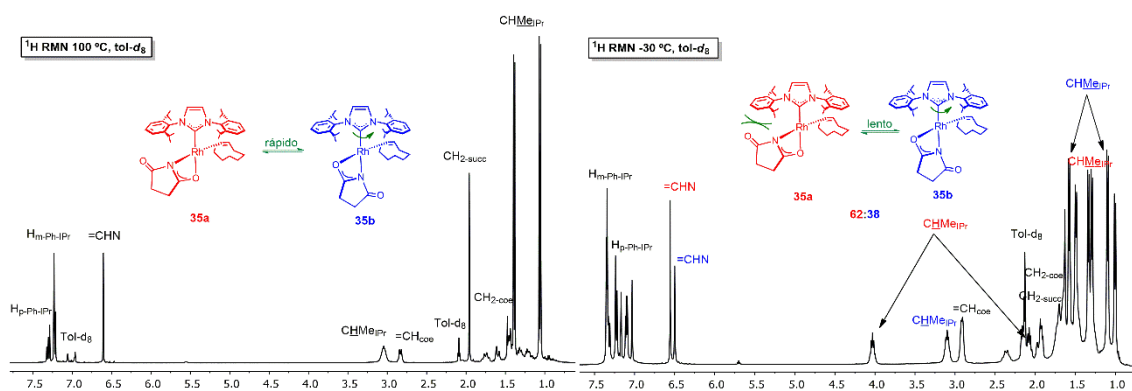 ¹H RMN 100 ºC, tol-d₈
CHMeIPr
N
N
Rh
O
N
O
35a
rápido
N
N
Rh
O
N
O
35b
CH₂-succ
Hm-Ph-IPr
=CHN
Hp-Ph-IPr
Tol-d₈
CHMeIPr
=CHcoe
Tol-d₈
CH₂-coe
7.5 7.0 6.5 6.0 5.5 5.0 4.5 4.0 3.5 3.0 2.5 2.0 1.5 1.0
¹H RMN -30 ºC, tol-d₈
CHMeIPr
CHMeIPr
N
N
Rh
O
N
O
35a
lento
N
N
Rh
O
N
O
35b
62:38
Hm-Ph-IPr
Hp-Ph-IPr
=CHN
=CHN
CHMeIPr
Tol-d₈
CH₂-coe
CH₂-succ
CHMeIPr
=CHcoe
7.5 7.0 6.5 6.0 5.5 5.0 4.5 4.0 3.5 3.0 2.5 2.0 1.5 1.0